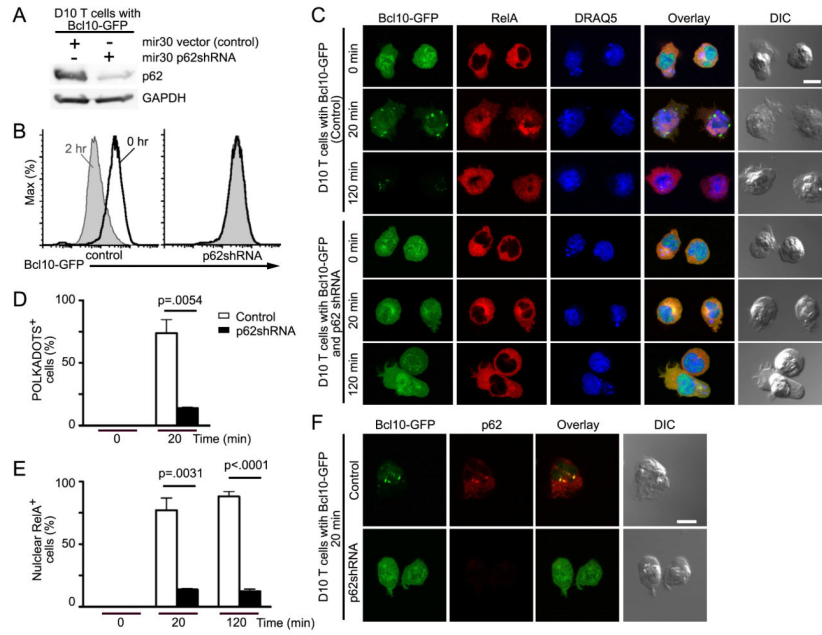 A
D10 T cells with
Bcl10-GFP
+ - mir30 vector (control)
- + mir30 p62shRNA
p62
GAPDH
B
2 hr
0 hr
Max (%)
control
p62shRNA
Bcl10-GFP
C
Bcl10-GFP RelA DRAQ5 Overlay DIC
D10 T cells wtih Bcl10-GFP
(Control)
0 min
20 min
120 min
D10 T cells with Bcl10-GFP
and p62 shRNA
0 min
20 min
120 min
D
p=.0054
Control
p62shRNA
POLKADOTS+
cells (%)
100
75
50
0
0 20 Time (min)
E
p=.0031
p<.0001
Nulclear RelA+
cells (%)
100
75
50
0
0 20 120 Time (min)
F
Bcl10-GFP p62 Overlay DIC
D10 T cells wtih Bcl10-GFP
20 min
Control
p62shRNA